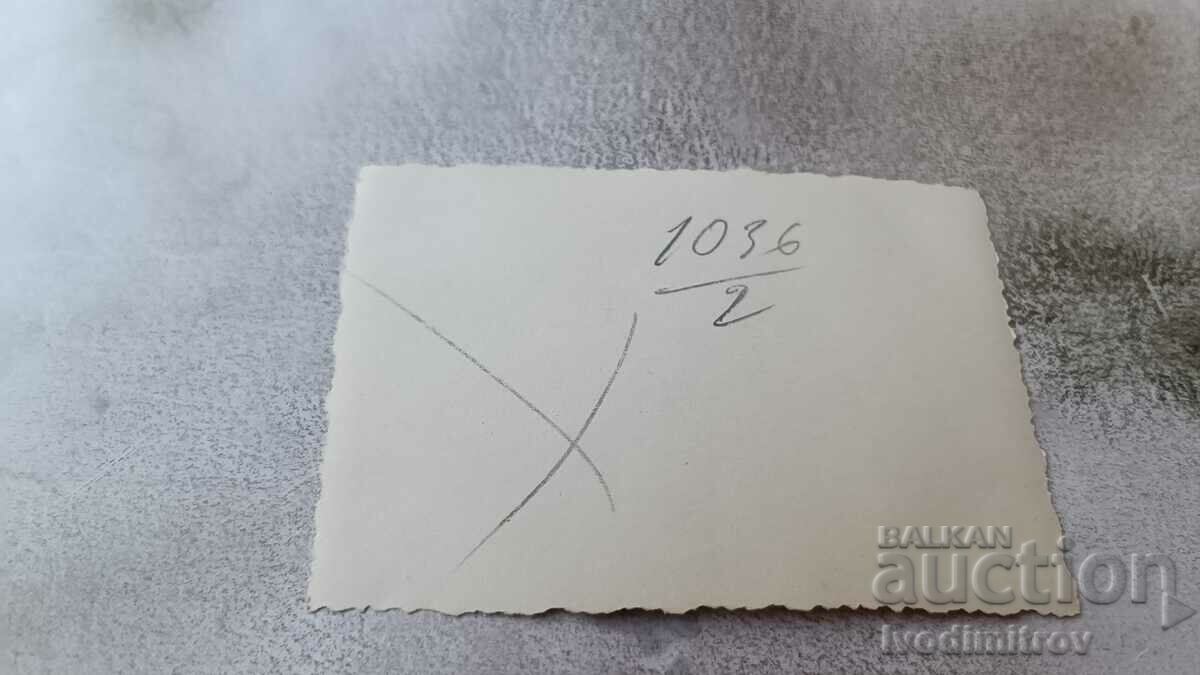 1036
2
BALKAN
auction
Ivodimitrov